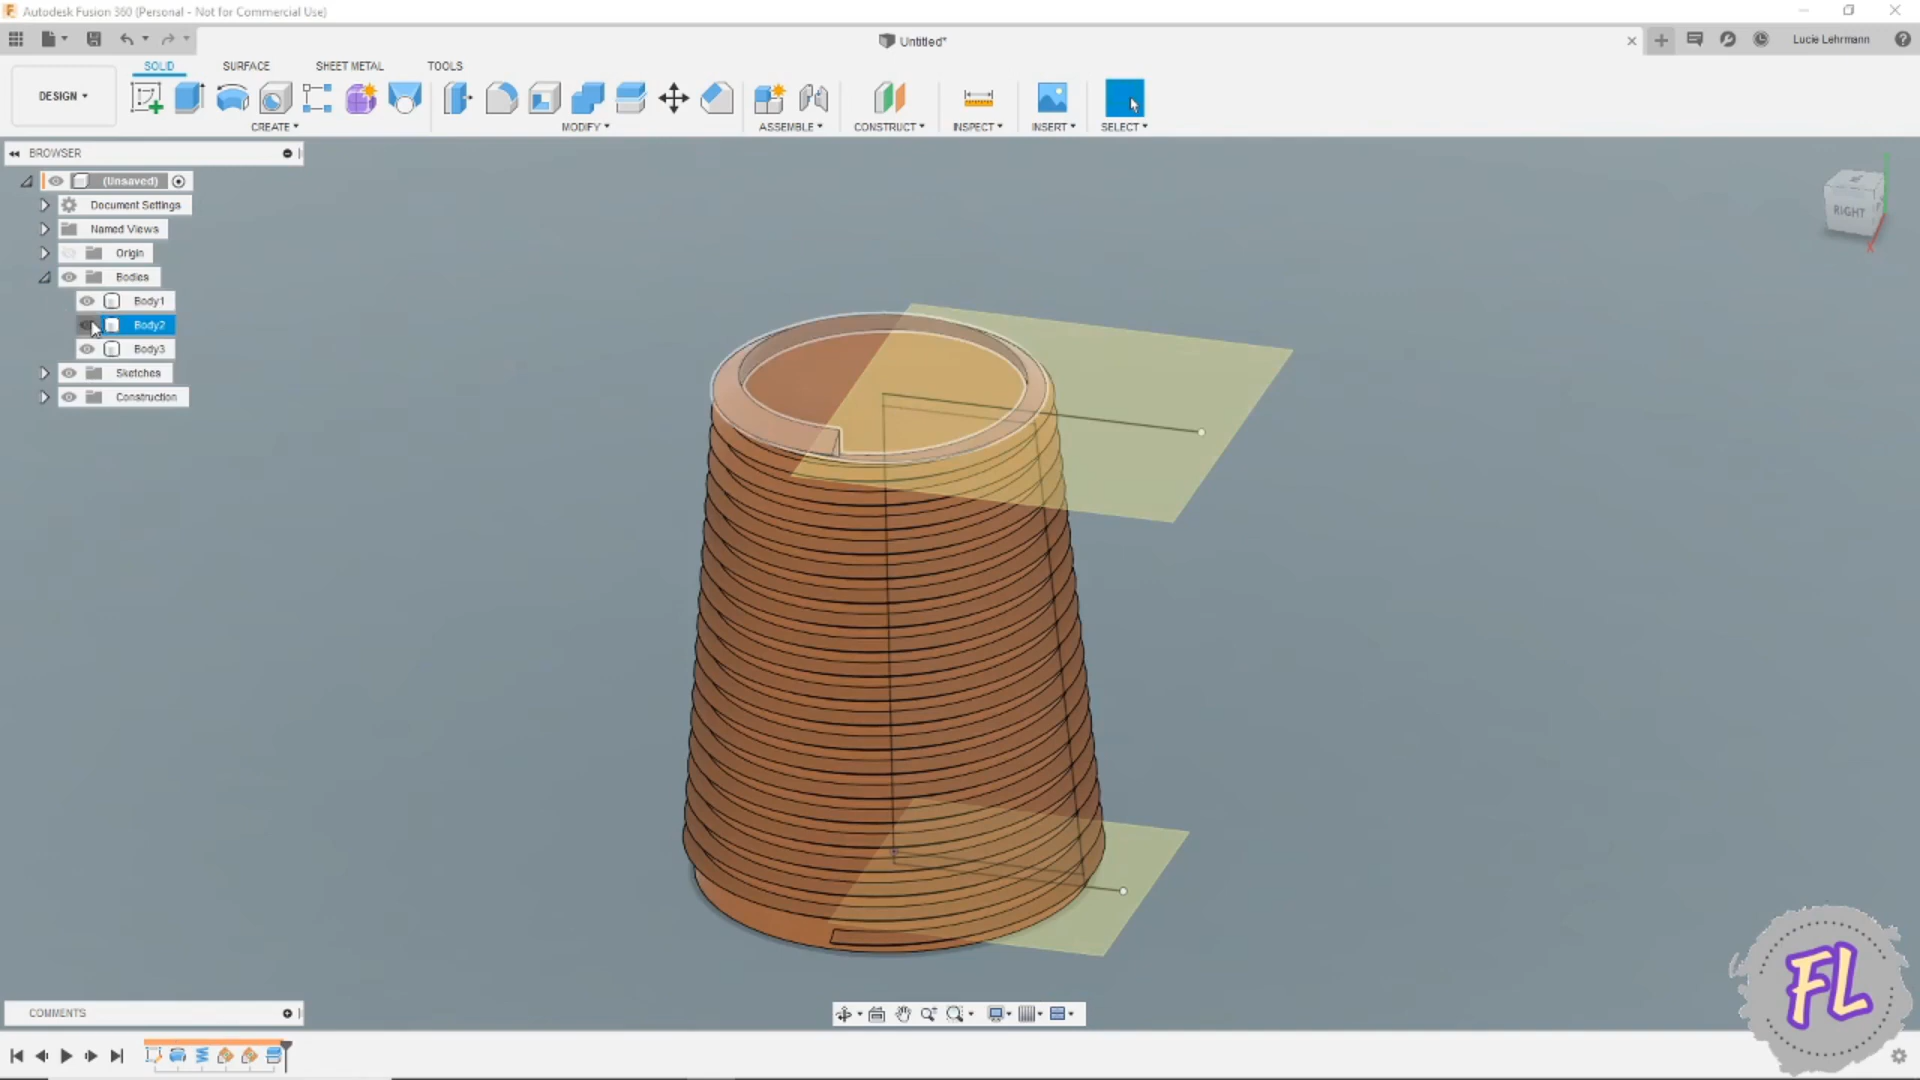 Autodesk Fusion 360 (Personal - Not for Commercial Use)
Untitled*
Lucie Lehrmann
SOLID SURFACE SHEET METAL TOOLS
DESIGN
CREATE MODIFY ASSEMBLE CONSTRUCT INSPECT INSERT SELECT
BROWSER
(Unsaved)
Document Settings
Named Views
Origin
Bodies
Body1
Body2
Body3
Sketches
Construction
RIGHT
COMMENTS
FL